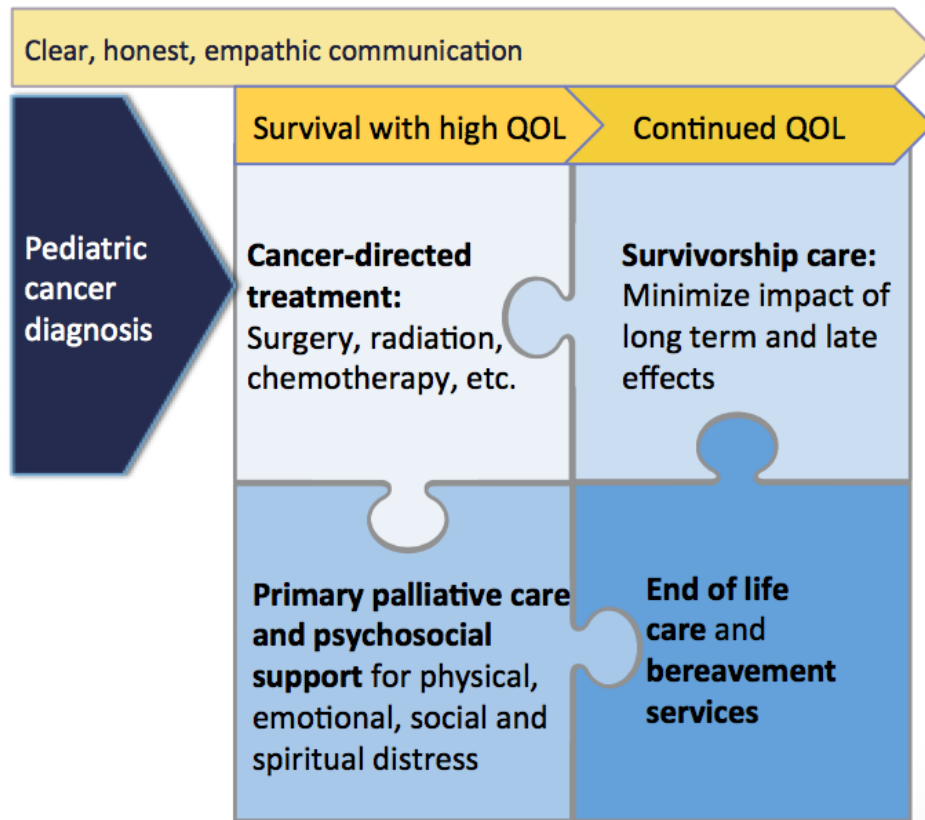 Clear, honest, empathic communication
Survival with high QOL
Continued QOL
Pediatric
cancer
diagnosis
Cancer-directed
treatment:
Surgery, radiation,
chemotherapy, etc.
Survivorship care:
Minimize impact of
long term and late
effects
Primary palliative care
and psychosocial
support for physical,
emotional, social and
spiritual distress
End of life
care and
bereavement
services